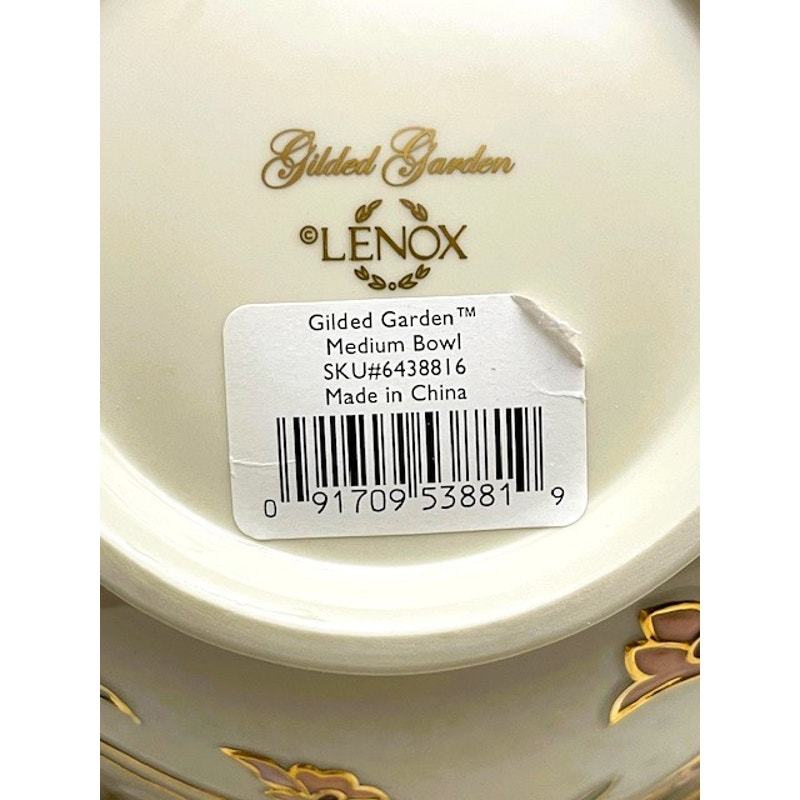 Gilded Garden
©LENOX
Gilded Garden™
Medium Bowl
SKU#6438816
Made in China
0 91709 53881 9